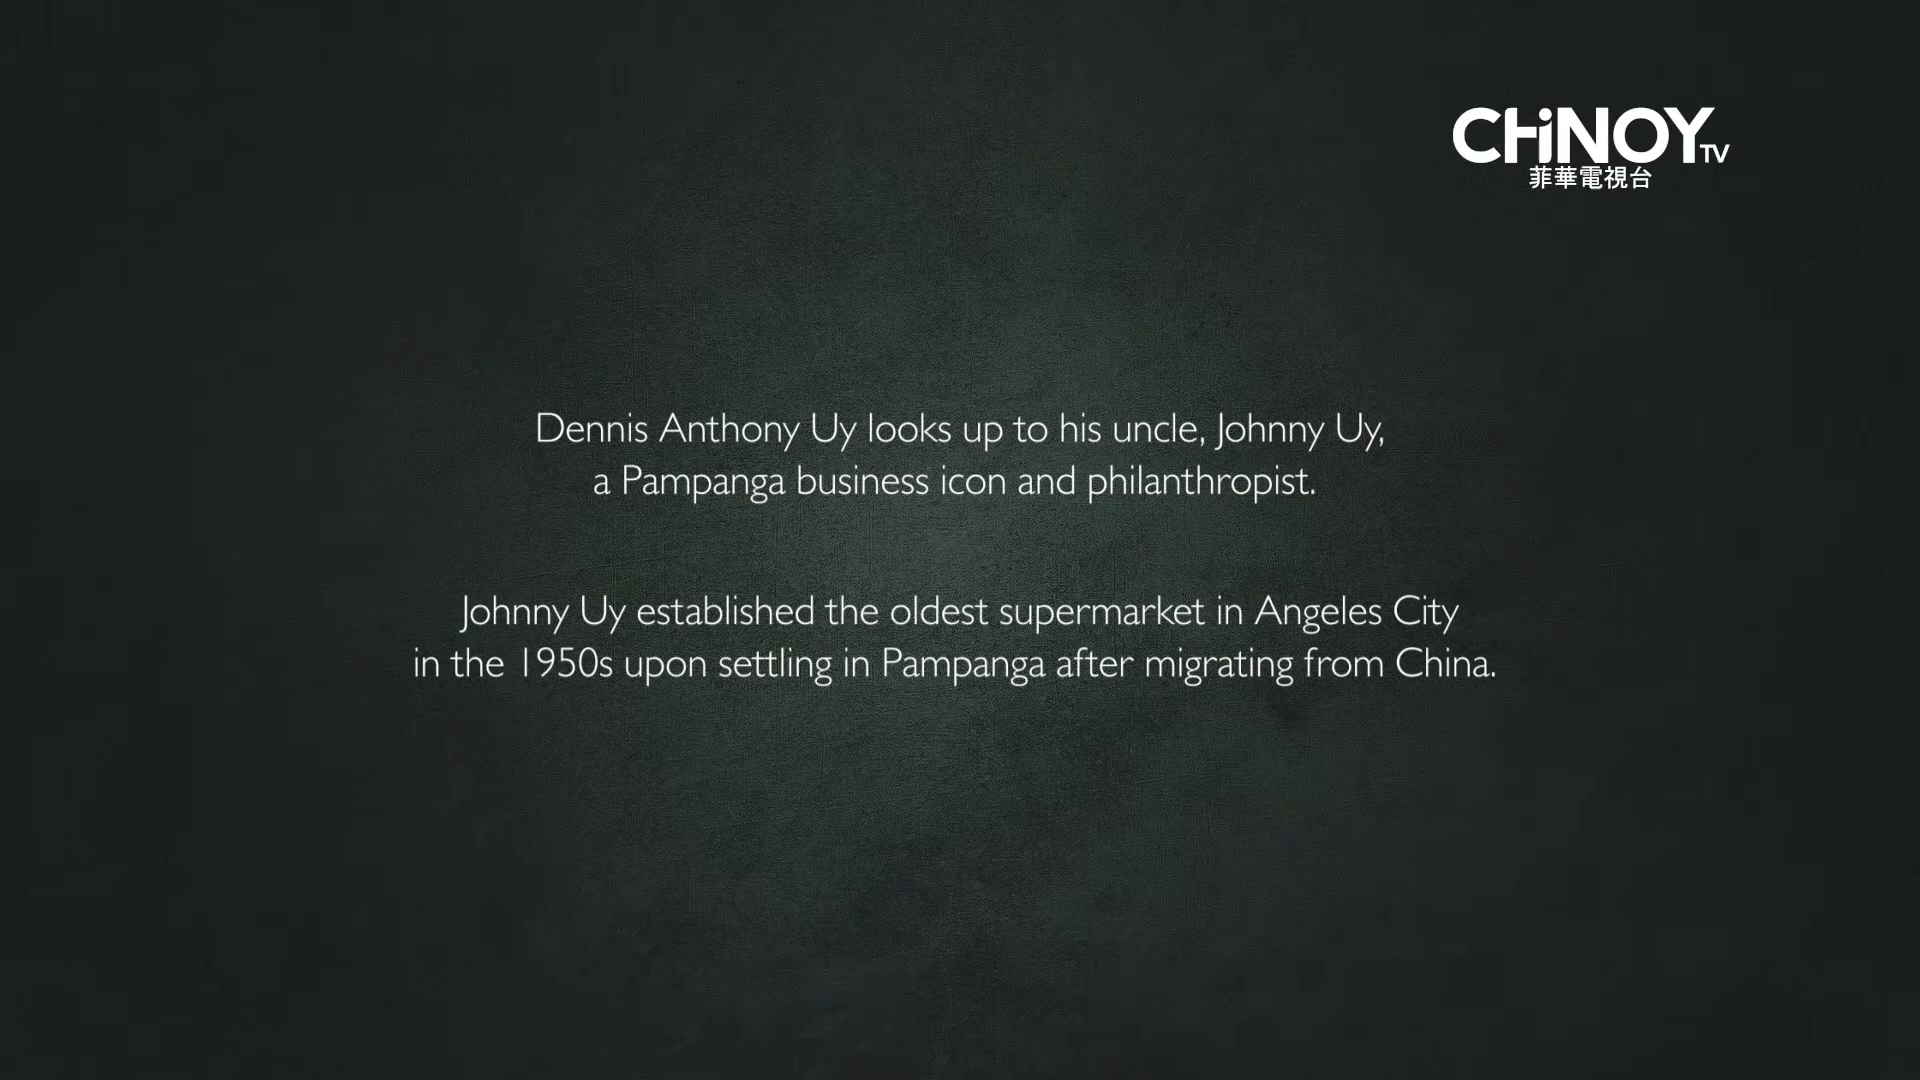 CHiNOY TV
菲華電視台
Dennis Anthony Uy looks up to his uncle, Johnny Uy,
a Pampanga business icon and philanthropist.
Johnny Uy established the oldest supermarket in Angeles City
in the 1950s upon settling in Pampanga after migrating from China.